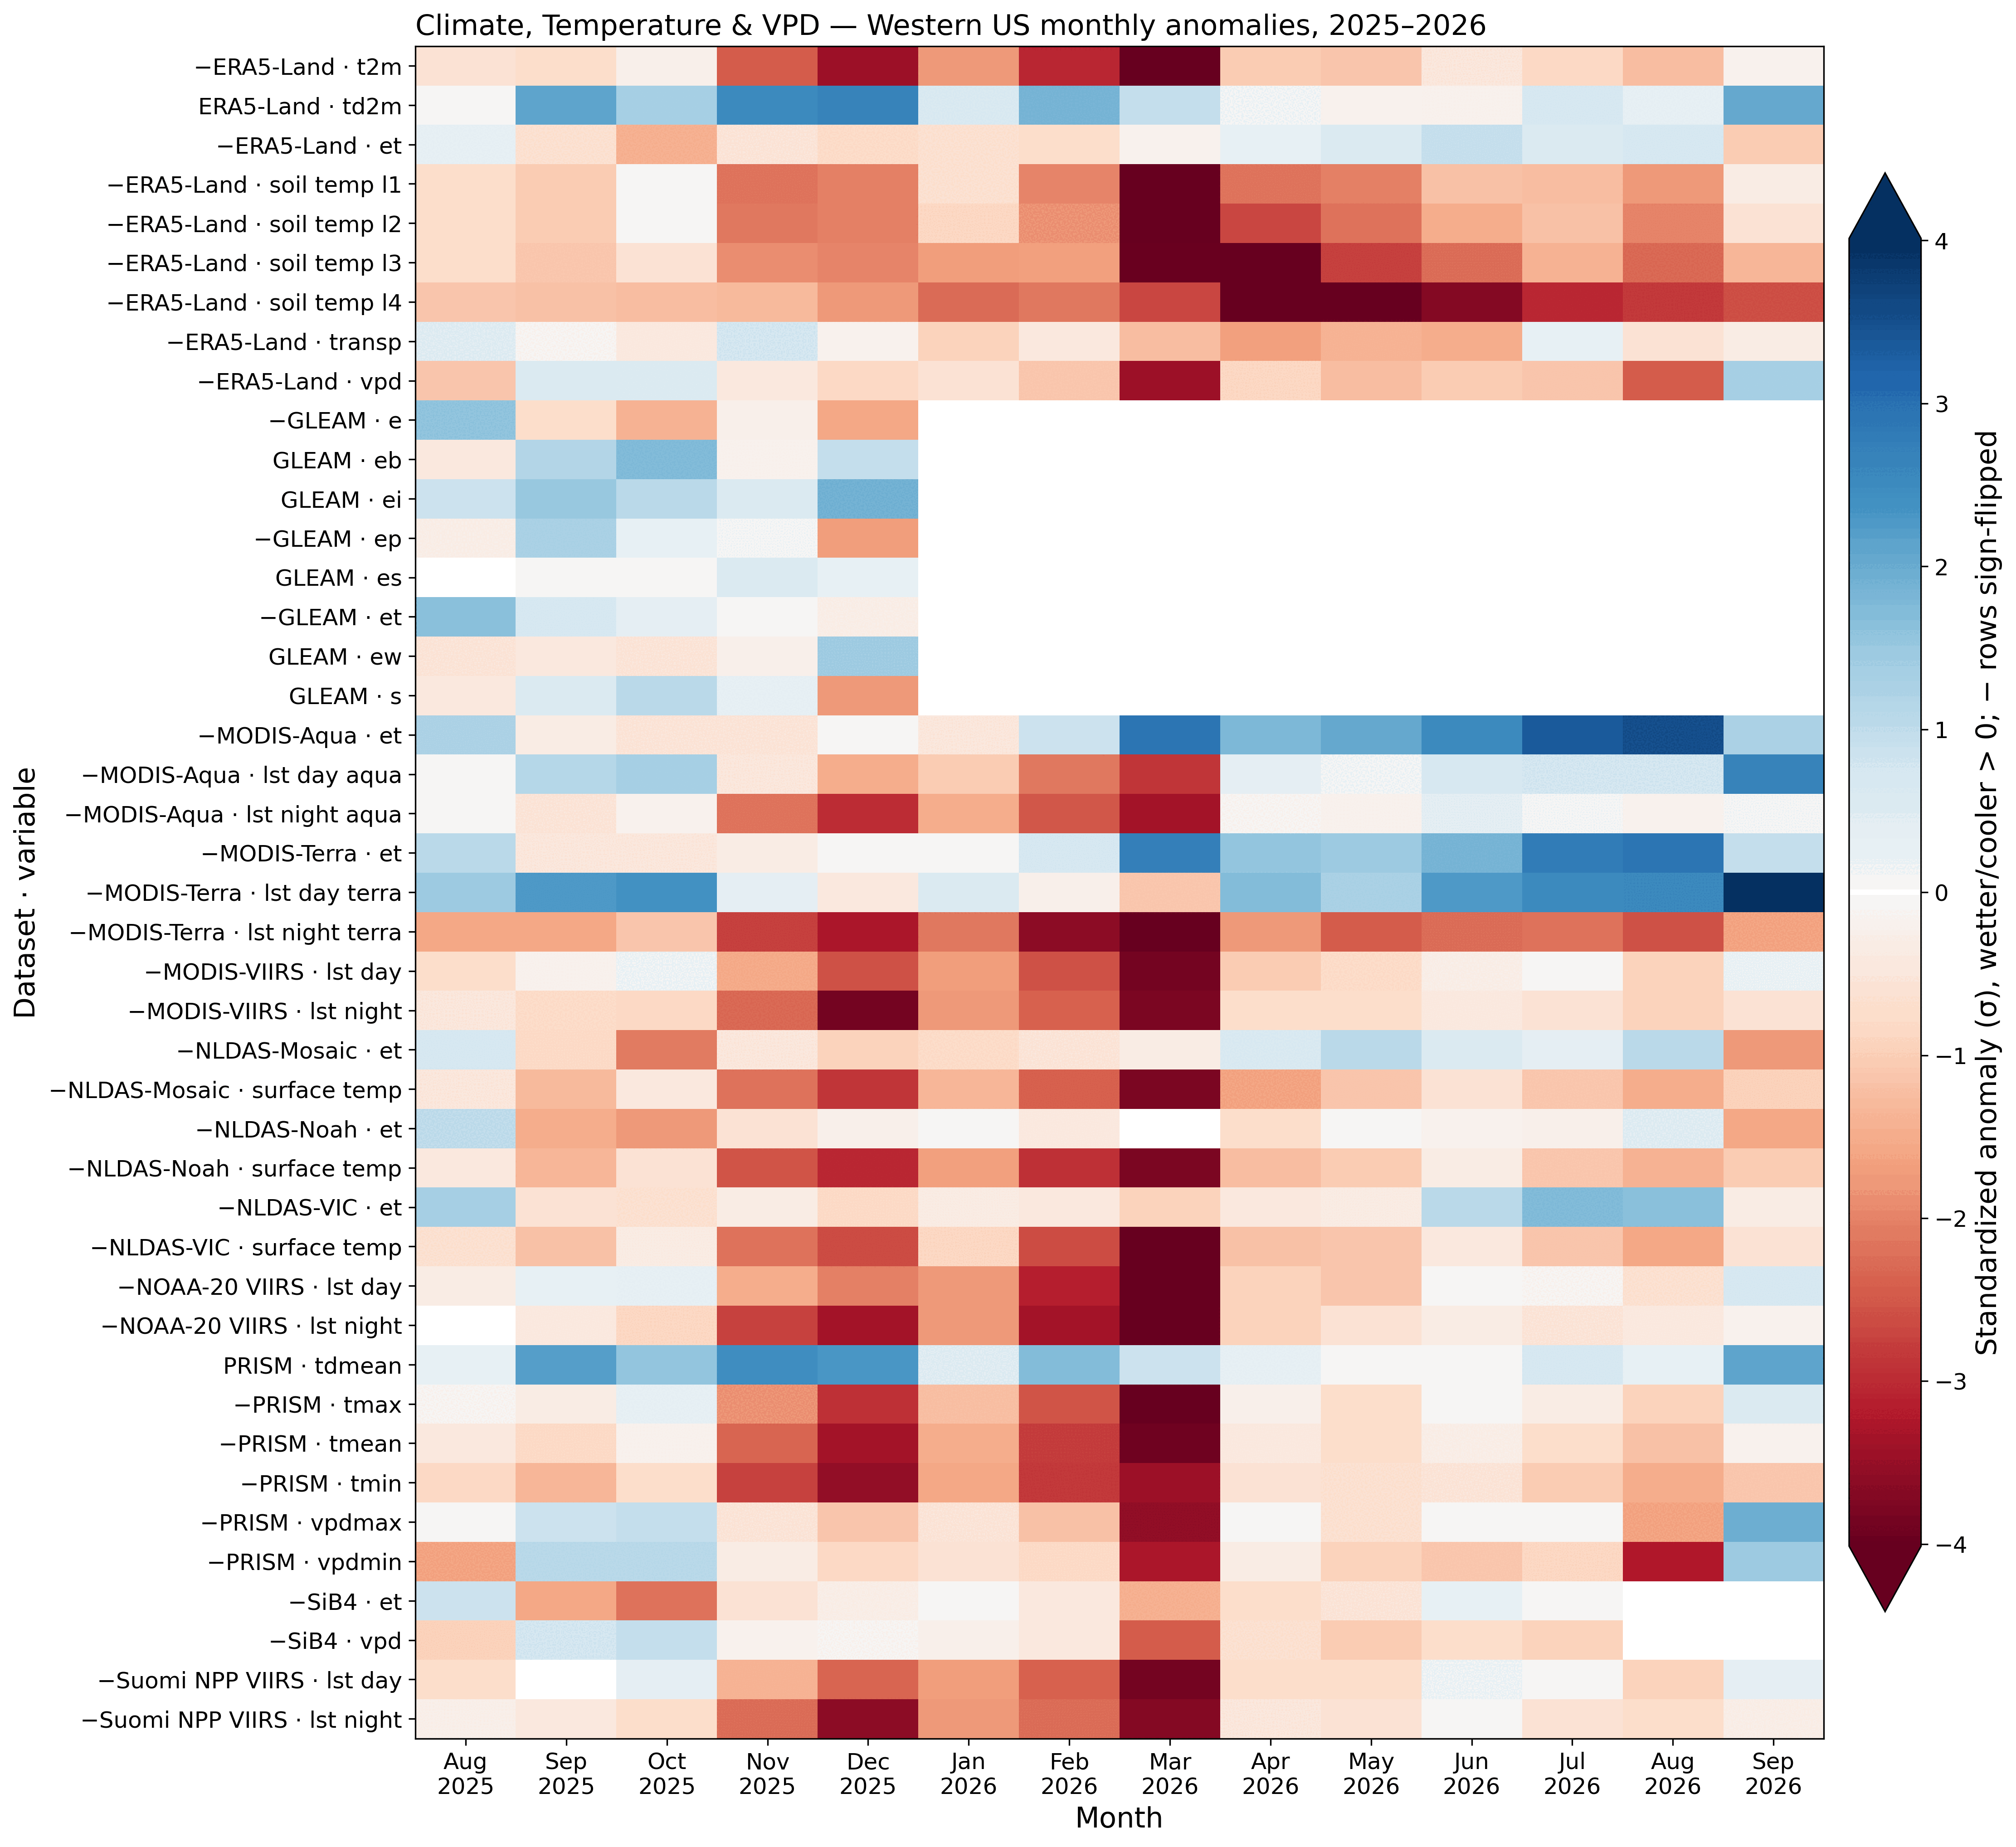 Climate, Temperature & VPD — Western US monthly anomalies, 2025–2026
−ERA5-Land · t2m
ERA5-Land · td2m
−ERA5-Land · et
−ERA5-Land · soil temp l1
−ERA5-Land · soil temp l2
−ERA5-Land · soil temp l3
−ERA5-Land · soil temp l4
−ERA5-Land · transp
−ERA5-Land · vpd
−GLEAM · e
GLEAM · eb
GLEAM · ei
−GLEAM · ep
GLEAM · es
−GLEAM · et
GLEAM · ew
GLEAM · s
−MODIS-Aqua · et
−MODIS-Aqua · lst day aqua
−MODIS-Aqua · lst night aqua
−MODIS-Terra · et
−MODIS-Terra · lst day terra
−MODIS-Terra · lst night terra
−MODIS-VIIRS · lst day
−MODIS-VIIRS · lst night
−NLDAS-Mosaic · et
−NLDAS-Mosaic · surface temp
−NLDAS-Noah · et
−NLDAS-Noah · surface temp
−NLDAS-VIC · et
−NLDAS-VIC · surface temp
−NOAA-20 VIIRS · lst day
−NOAA-20 VIIRS · lst night
PRISM · tdmean
−PRISM · tmax
−PRISM · tmean
−PRISM · tmin
−PRISM · vpdmax
−PRISM · vpdmin
−SiB4 · et
−SiB4 · vpd
−Suomi NPP VIIRS · lst day
−Suomi NPP VIIRS · lst night
Dataset · variable
Aug Sep Oct Nov Dec Jan Feb Mar Apr May Jun Jul Aug Sep
2025 2025 2025 2025 2025 2026 2026 2026 2026 2026 2026 2026 2026 2026
Month
4
3
2
1
0
−1
−2
−3
−4
Standardized anomaly (σ), wetter/cooler > 0; − rows sign-flipped